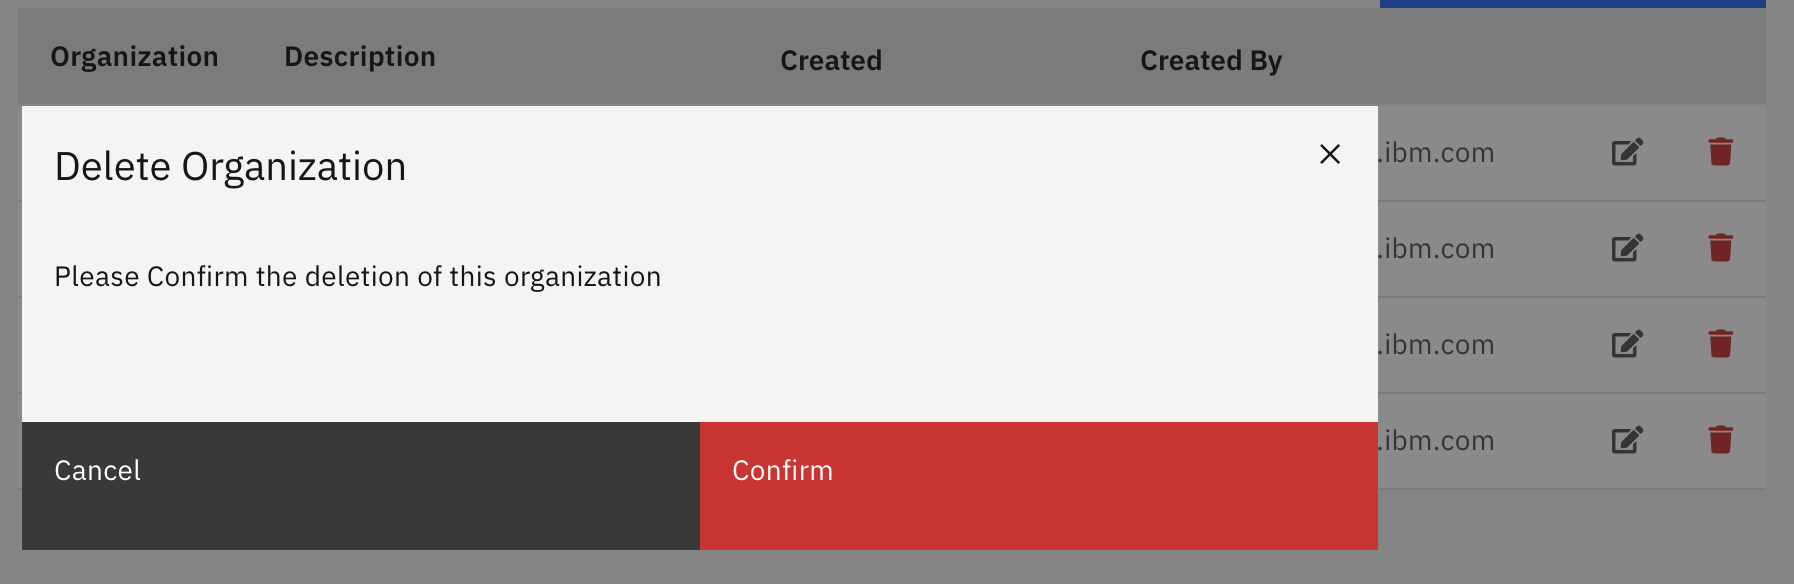 Organization Description Created Created By
Delete Organization
.ibm.com
.ibm.com
Please Confirm the deletion of this organization
.ibm.com
.ibm.com
Cancel Confirm